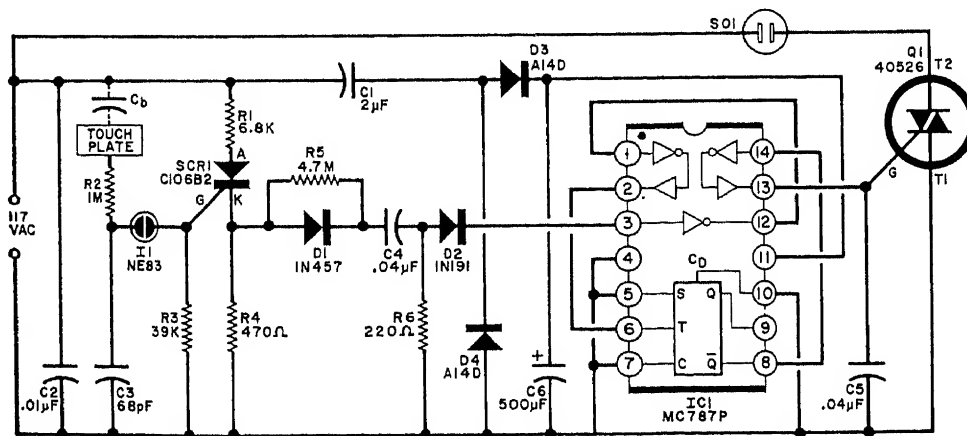 SO1
Q1
40526
T2
D3
A14D
C1
2µF
Cb
TOUCH
PLATE
R1
6.8K
SCR1
C106B2
A
G
K
R5
4.7M
R2
1M
117
VAC
I1
NE83
D1
1N457
C4
.04µF
D2
1N191
G
T1
1
2
3
4
5
6
7
14
13
12
11
10
9
8
CD
S
Q
T
C
Q̅
R3
39K
R4
470Ω
R6
220Ω
D4
A14D
+
C6
500µF
C2
.01µF
C3
68pF
IC1
MC787P
C5
.04µF